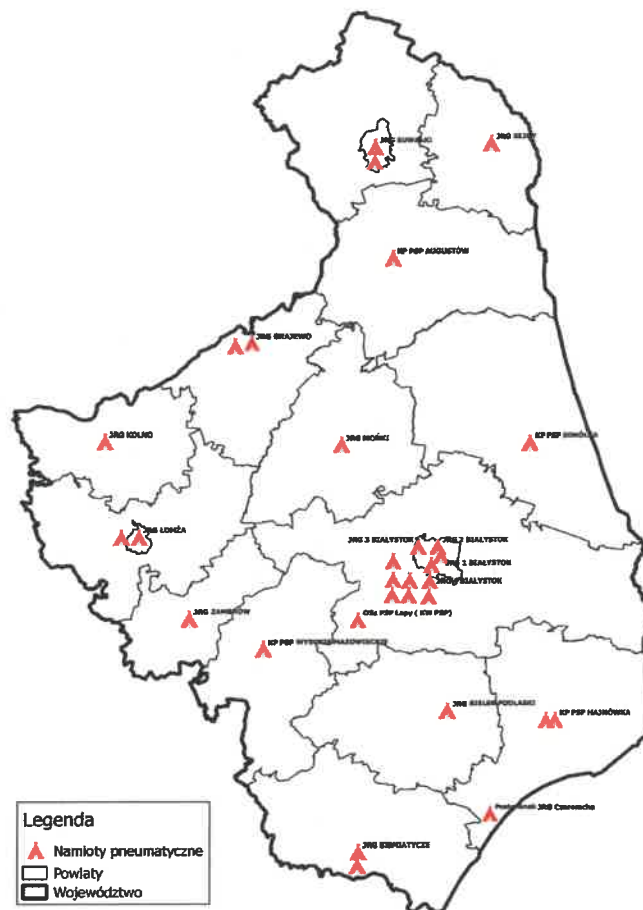 JRG SUWAŁKI
JRG SEJNY
KP PSP AUGUSTÓW
JRG GRAJEWO
JRG KOLNO
JRG MOŃKI
KP PSP SOKÓŁKA
JRG ŁOMŻA
JRG 3 BIAŁYSTOK
JRG 2 BIAŁYSTOK
JRG 1 BIAŁYSTOK
BIAŁYSTOK
JRG ZAMBRÓW
OSz PSP Łapy ( KW PSP)
KP PSP WYSOKIE MAZOWIECKIE
JRG BIELSK PODLASKI
KP PSP HAJNÓWKA
JRG Czeremcha
JRG SIEMIATYCZE
Legenda
Namioty pneumatyczne
Powiaty
Województwo